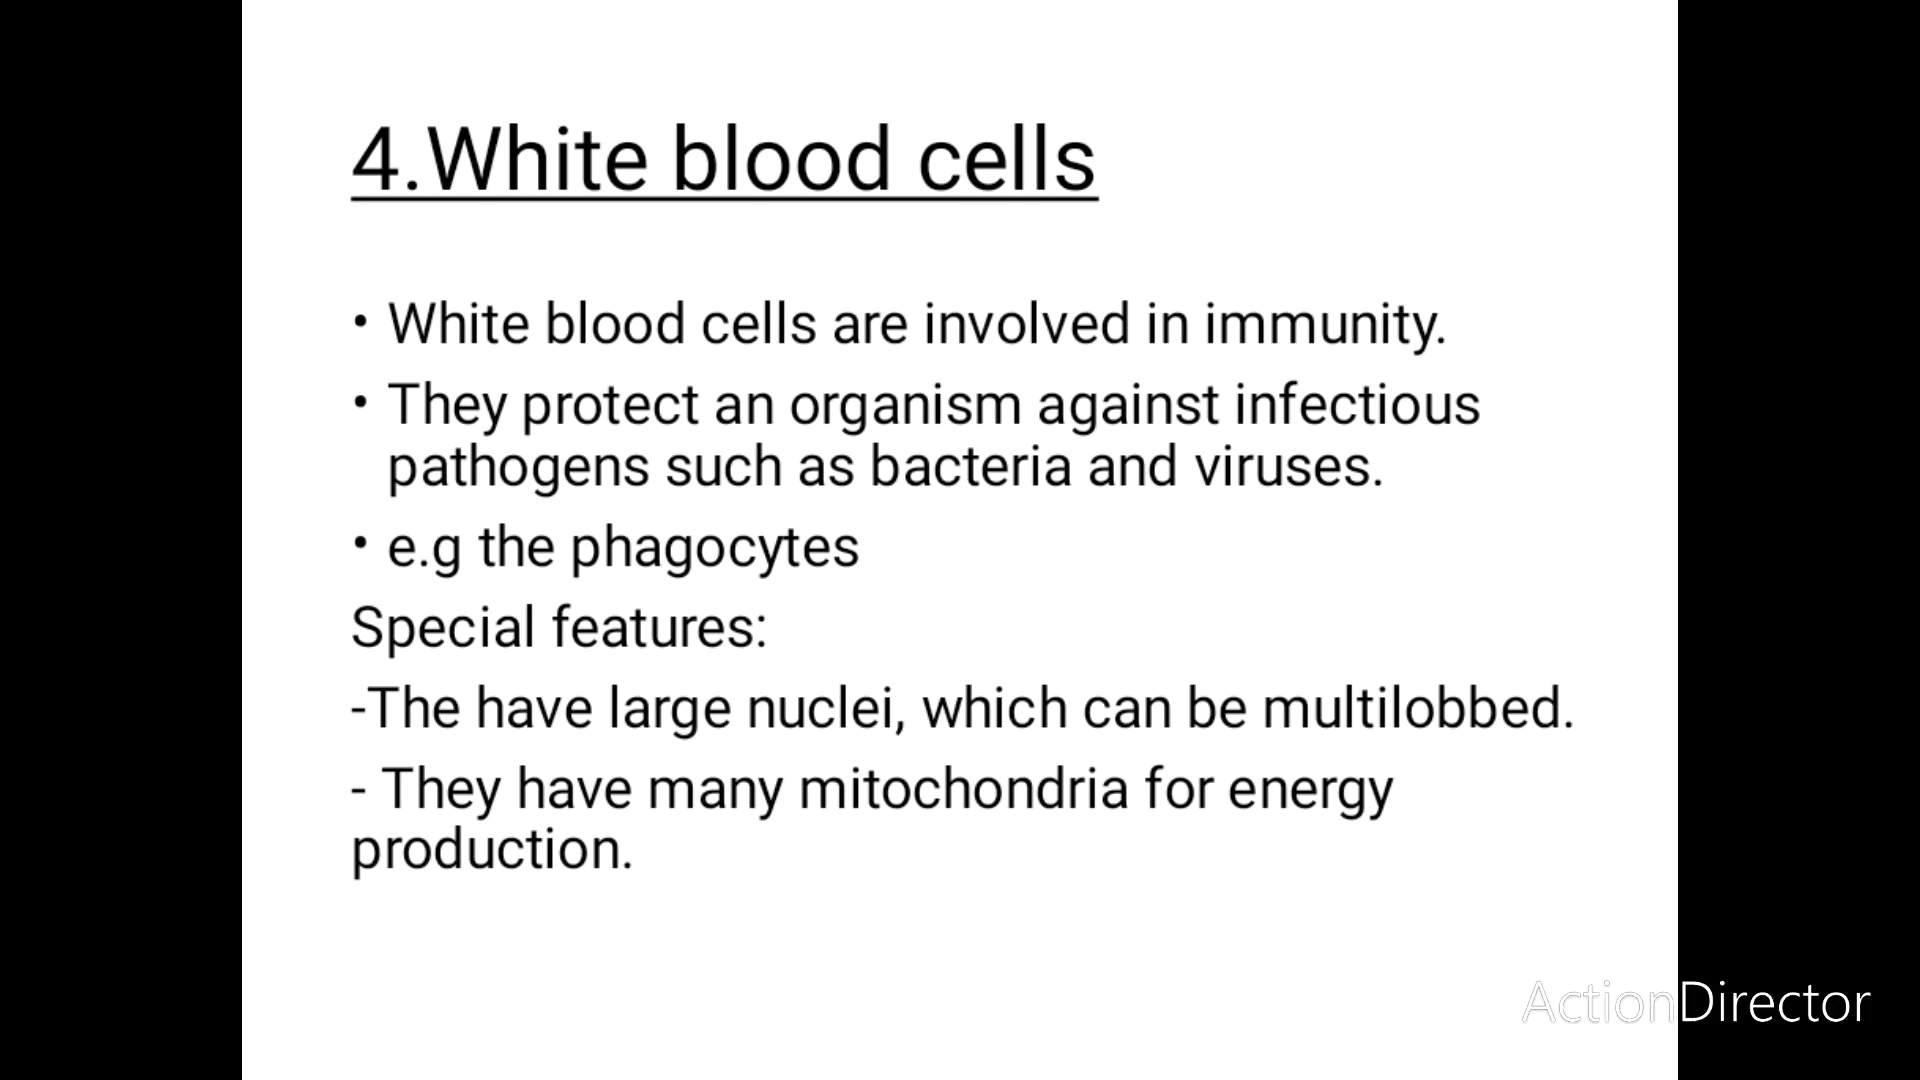 4.White blood cells
• White blood cells are involved in immunity.
• They protect an organism against infectious
pathogens such as bacteria and viruses.
• e.g the phagocytes
Special features:
-The have large nuclei, which can be multilobbed.
- They have many mitochondria for energy
production.
ActionDirector